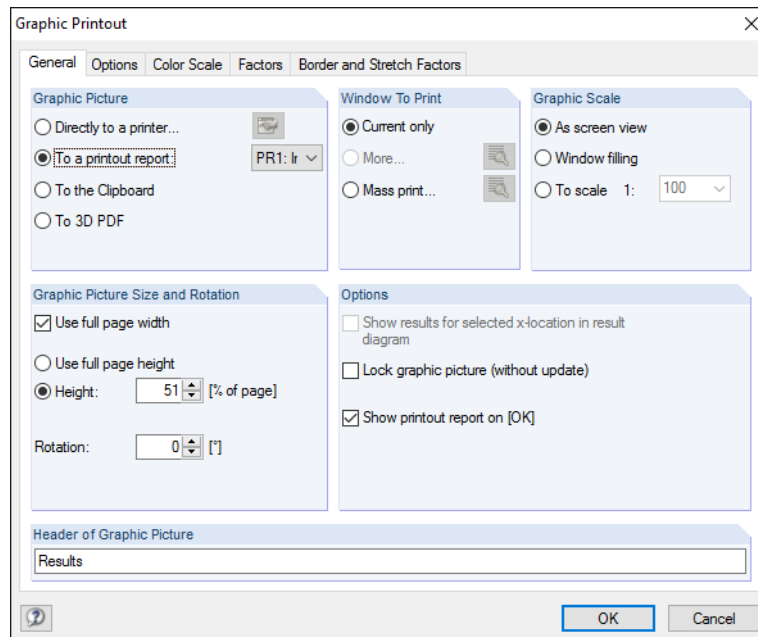 Graphic Printout
General Options Color Scale Factors Border and Stretch Factors
Graphic Picture
Directly to a printer...
To a printout report: PR1: Ir
To the Clipboard
To 3D PDF
Window To Print
Current only
More...
Mass print...
Graphic Scale
As screen view
Window filling
To scale 1: 100
Graphic Picture Size and Rotation
Use full page width
Use full page height
Height: 51 [% of page]
Rotation: 0 [°]
Options
Show results for selected x-location in result
diagram
Lock graphic picture (without update)
Show printout report on [OK]
Header of Graphic Picture
Results
OK Cancel